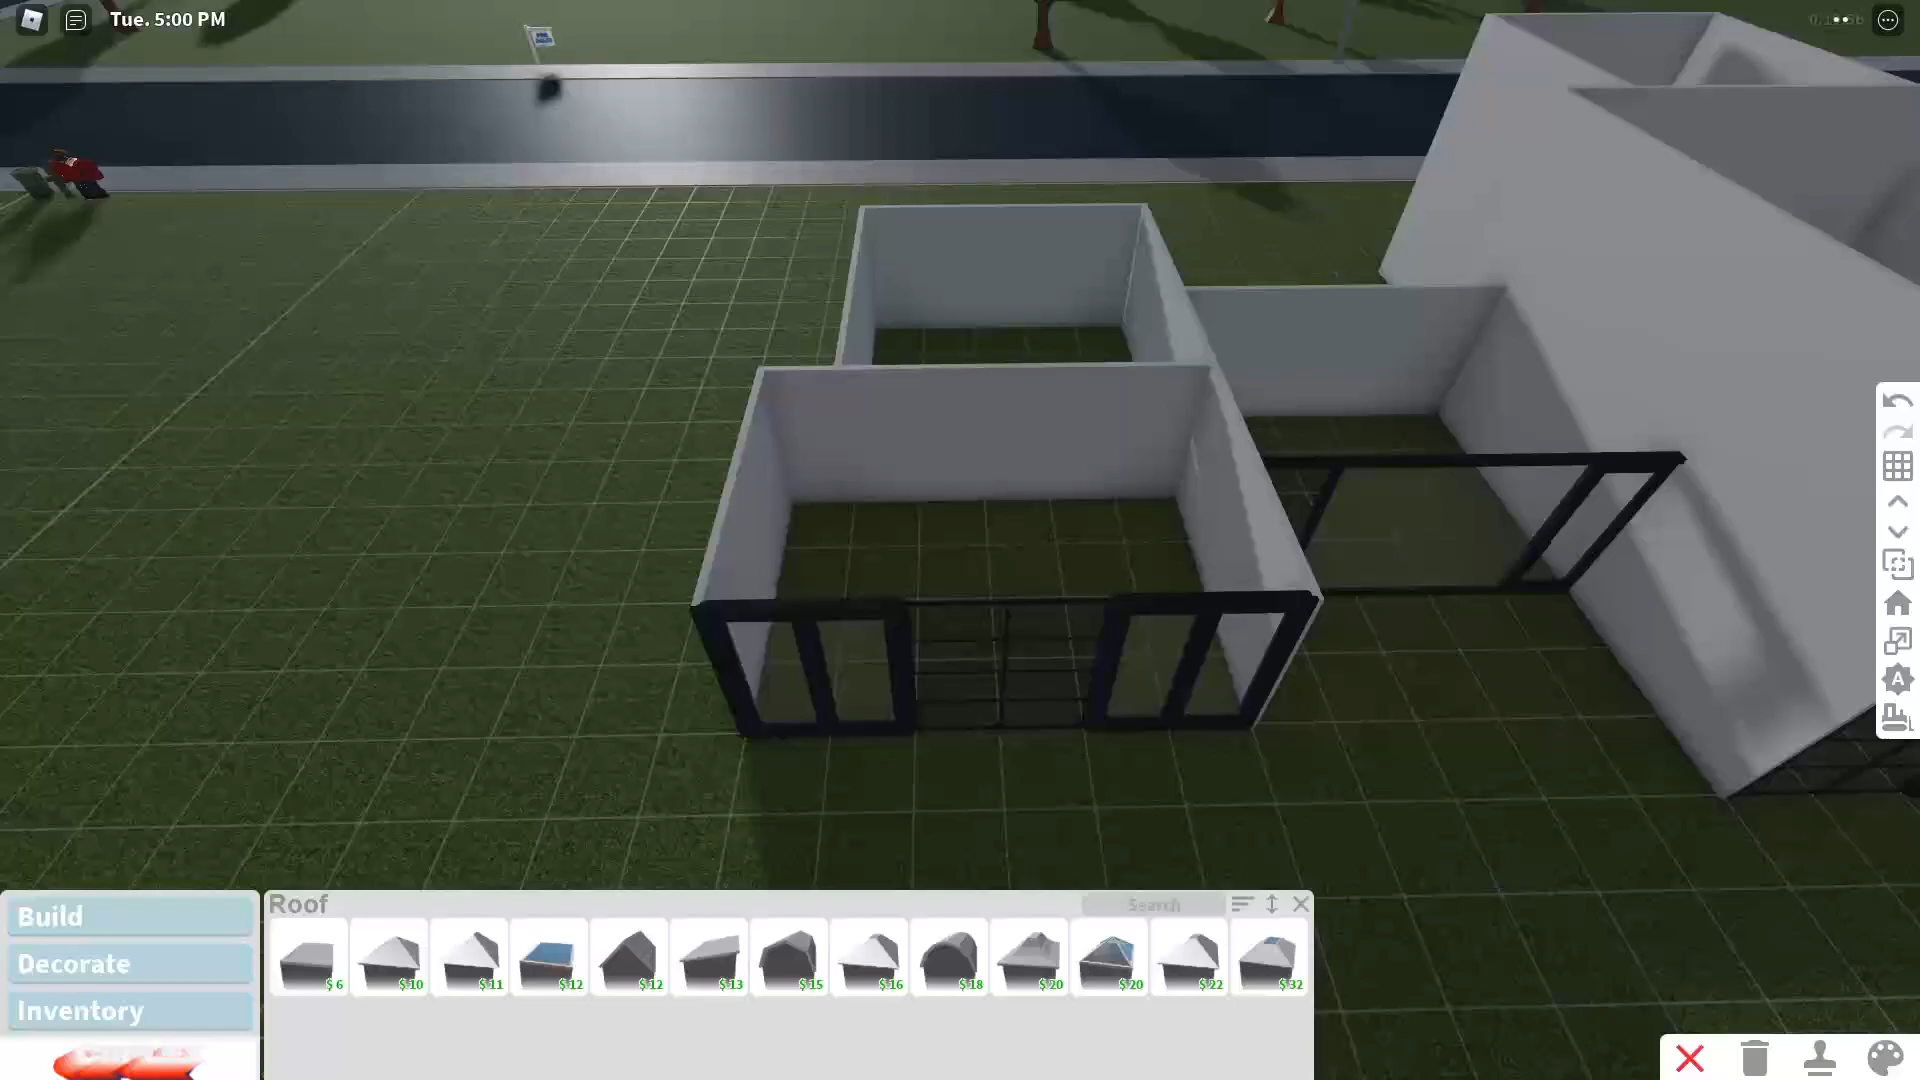 Tue. 5:00 PM
Roof
Search
Build
Decorate
Inventory
$ 6
$ 10
$ 11
$ 12
$ 12
$ 13
$ 15
$ 16
$ 18
$ 20
$ 20
$ 22
$ 32
A